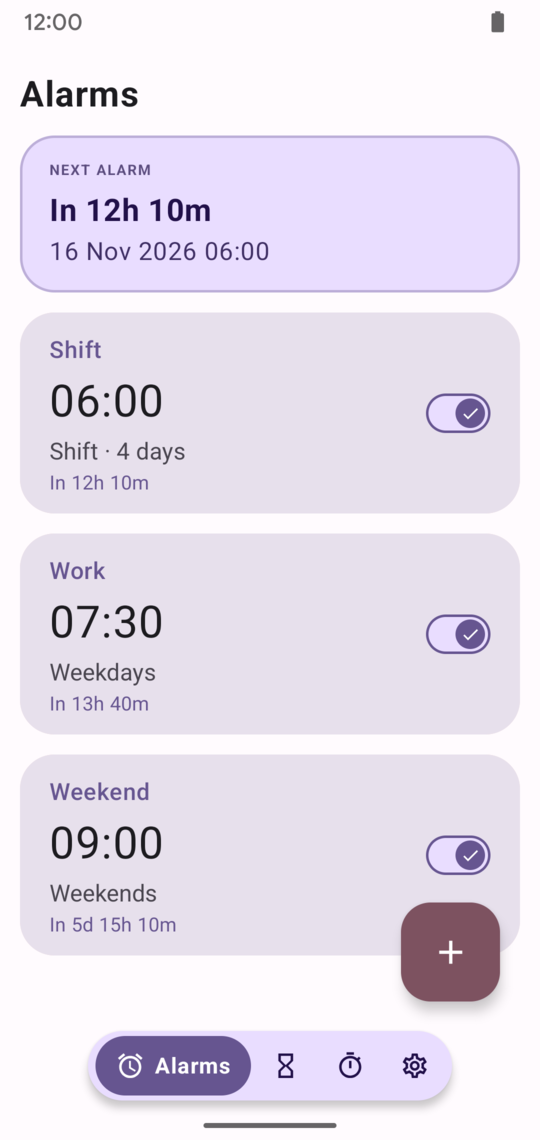 12:00
Alarms
NEXT ALARM
In 12h 10m
16 Nov 2026 06:00
Shift
06:00
Shift · 4 days
In 12h 10m
Work
07:30
Weekdays
In 13h 40m
Weekend
09:00
Weekends
In 5d 15h 10m
Alarms